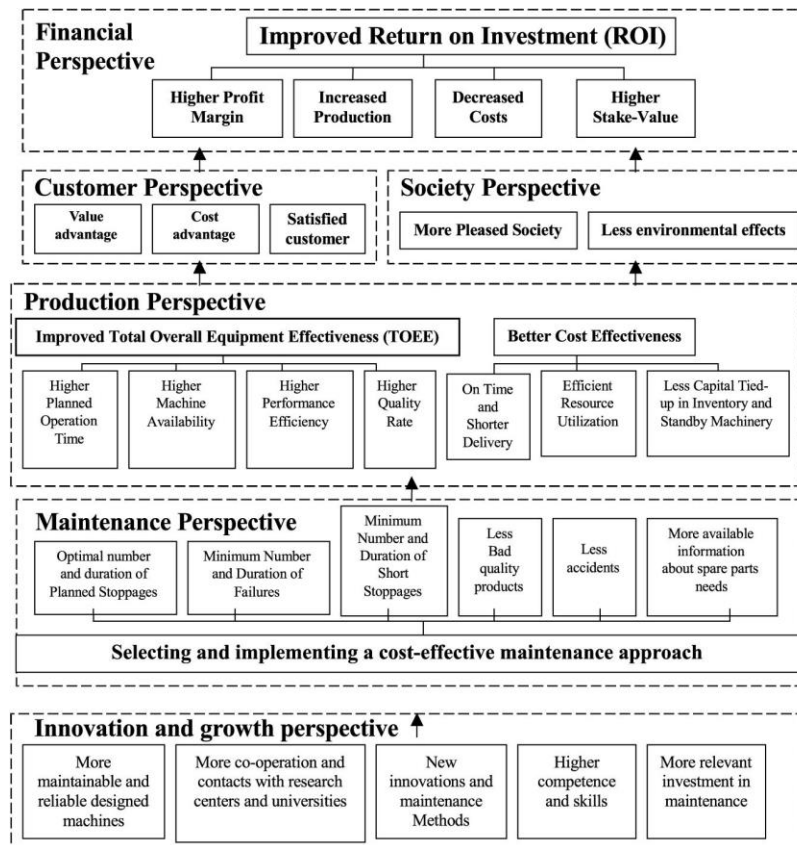 Financial
Perspective
Improved Return on Investment (ROI)
Higher Profit
Margin
Increased
Production
Decreased
Costs
Higher
Stake-Value
Customer Perspective
Value
advantage
Cost
advantage
Satisfied
customer
Society Perspective
More Pleased Society
Less environmental effects
Production Perspective
Improved Total Overall Equipment Effectiveness (TOEE)
Higher
Planned
Operation
Time
Higher
Machine
Availability
Higher
Performance
Efficiency
Higher
Quality
Rate
Better Cost Effectiveness
On Time
and
Shorter
Delivery
Efficient
Resource
Utilization
Less Capital Tied-
up in Inventory and
Standby Machinery
Maintenance Perspective
Optimal number
and duration of
Planned Stoppages
Minimum Number
and Duration of
Failures
Minimum
Number and
Duration of
Short
Stoppages
Less
Bad
quality
products
Less
accidents
More available
information
about spare parts
needs
Selecting and implementing a cost-effective maintenance approach
Innovation and growth perspective
More
maintainable and
reliable designed
machines
More co-operation and
contacts with research
centers and universities
New
innovations and
maintenance
Methods
Higher
competence
and skills
More relevant
investment in
maintenance